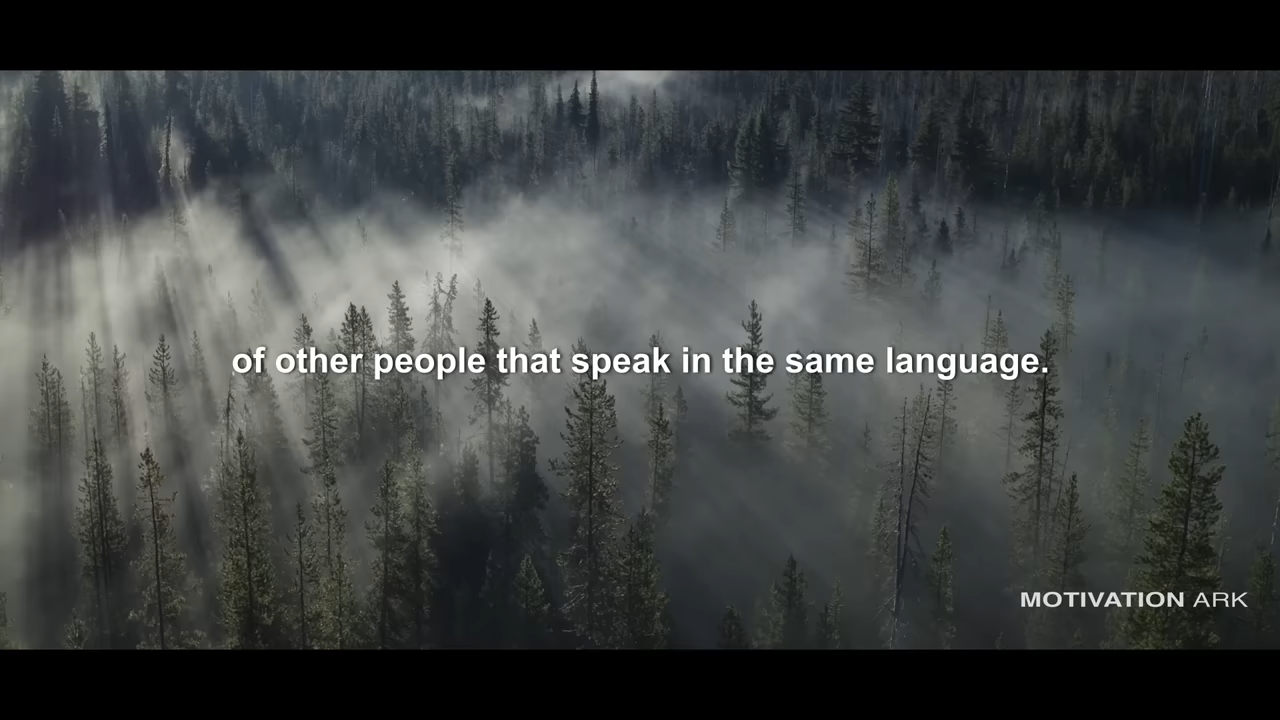 of other people that speak in the same language.
MOTIVATION ARK